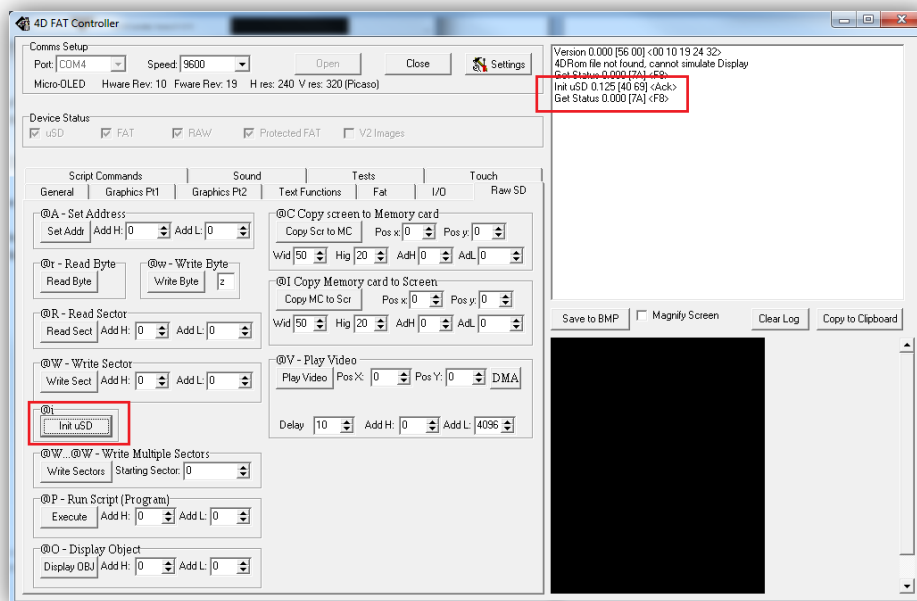 4D FAT Controller
Comms Setup
Port: COM4 Speed: 9600 Open Close Settings
Micro-OLED Hware Rev: 10 Fware Rev: 19 H res: 240 V res: 320 (Picaso)
Device Status
uSD FAT RAW Protected FAT V2 Images
Script Commands Sound Tests Touch
General Graphics Pt1 Graphics Pt2 Text Functions Fat I/O Raw SD
@A - Set Address
Set Addr Add H: 0 Add L: 0
@r - Read Byte @w - Write Byte
Read Byte Write Byte z
@R - Read Sector
Read Sect Add H: 0 Add L: 0
@W - Write Sector
Write Sect Add H: 0 Add L: 0
@i
Init uSD
@W...@W - Write Multiple Sectors
Write Sectors Starting Sector: 0
@P - Run Script (Program)
Execute Add H: 0 Add L: 0
@O - Display Object
Display OBJ Add H: 0 Add L: 0
@C Copy screen to Memory card
Copy Scr to MC Pos x: 0 Pos y: 0
Wid 50 Hig 20 AdH 0 AdL 0
@I Copy Memory card to Screen
Copy MC to Scr Pos x: 0 Pos y: 0
Wid 50 Hig 20 AdH 0 AdL 0
@V - Play Video
Play Video Pos X: 0 Pos Y: 0 DMA
Delay 10 Add H: 0 Add L: 4096
Version 0.000 [56 00] <00 10 19 24 32>
4DRom file not found, cannot simulate Display
Get Status 0.000 [7A] <F8>
Init uSD 0.125 [40 69] <Ack>
Get Status 0.000 [7A] <F8>
Save to BMP Magnify Screen Clear Log Copy to Clipboard